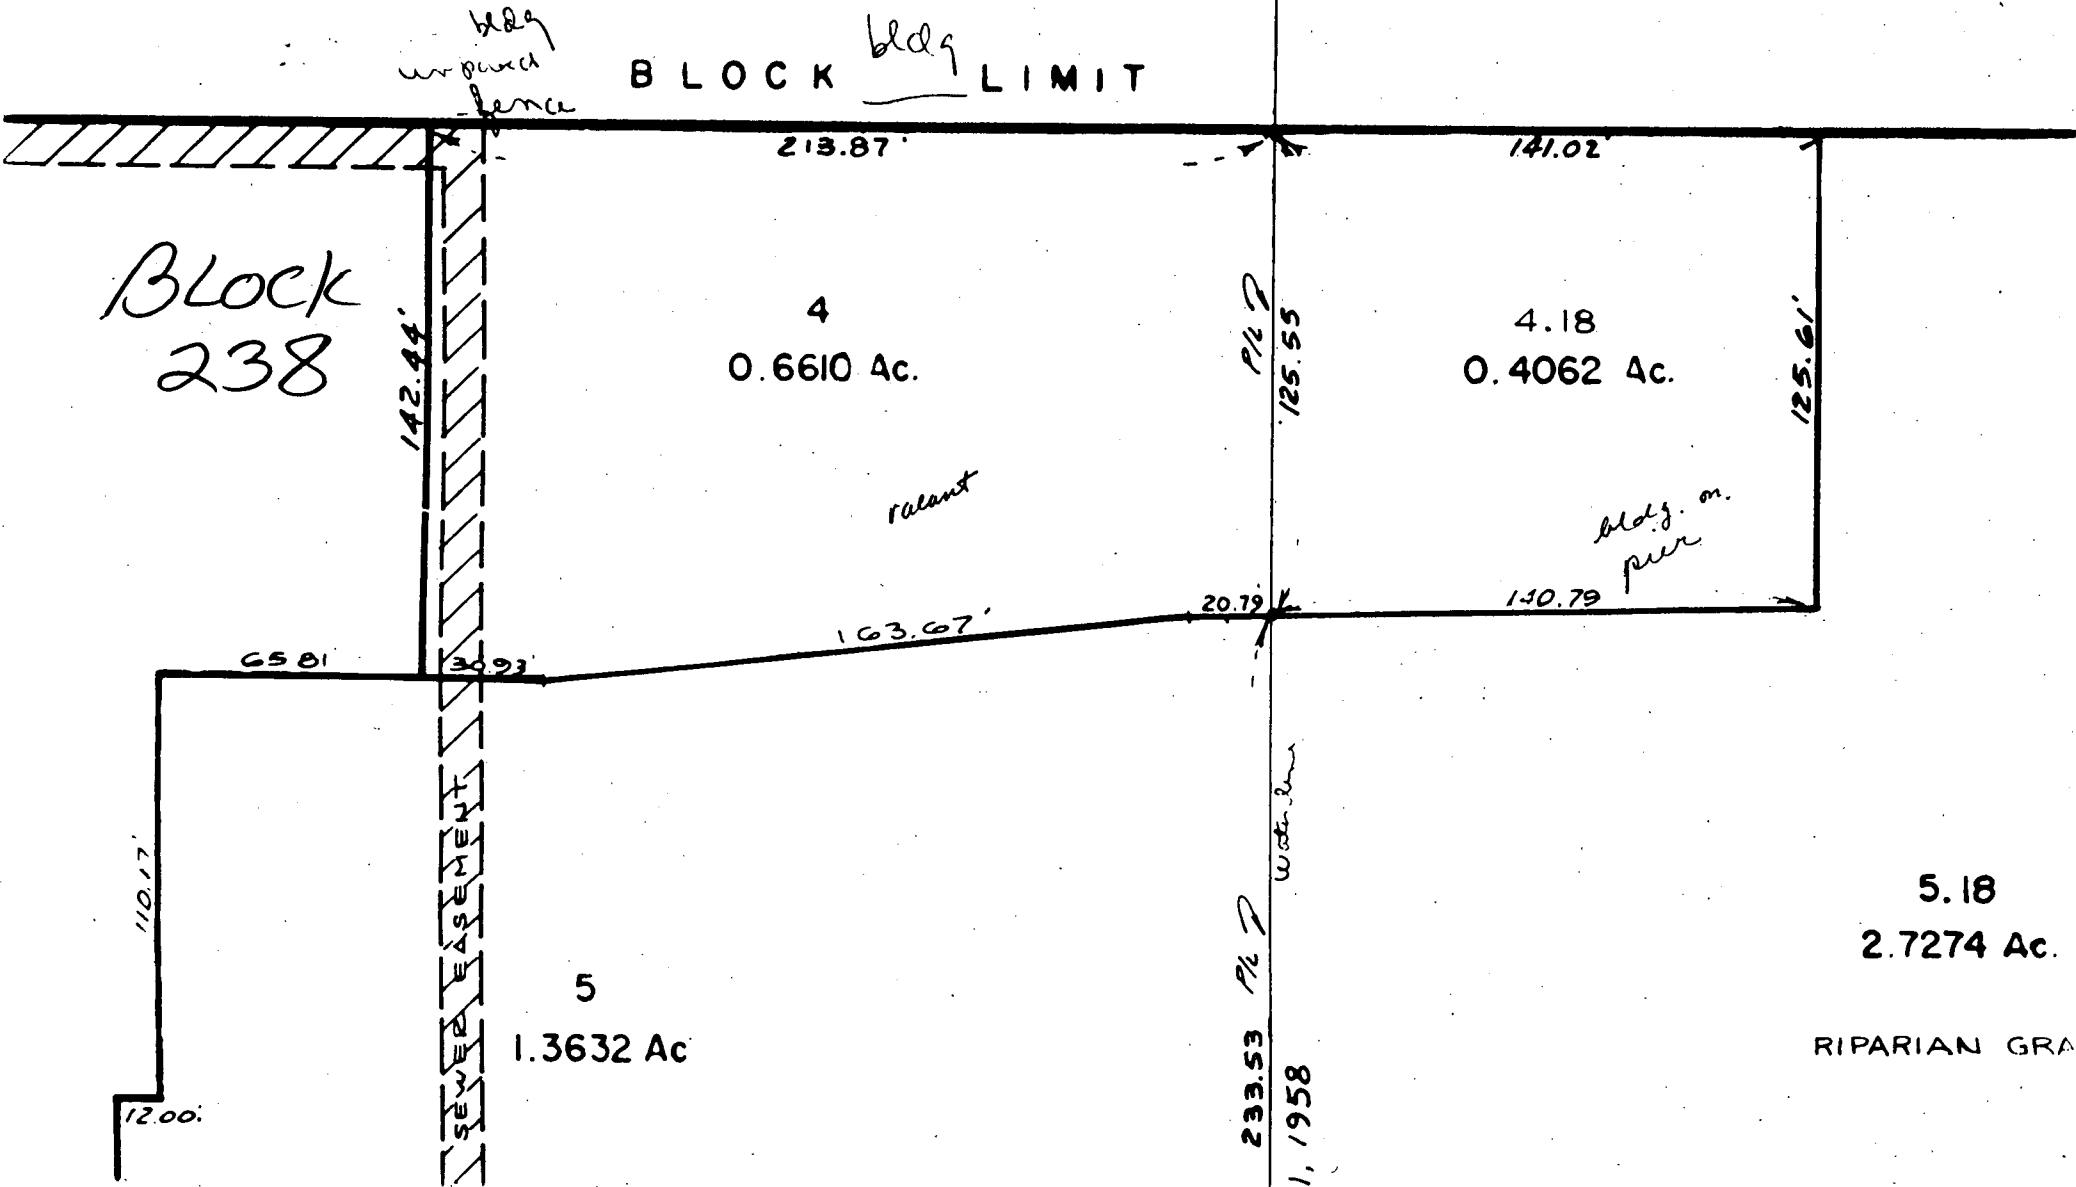 bldg
unpaved
fence
BLOCK bldg LIMIT
213.87'
141.02
BLOCK
238
142.44'
4
0.6610 Ac.
P/L
125.55
4.18
0.4062 Ac.
125.61'
vacant
bldg. on.
pier
65.81
30.93'
163.67'
20.79'
140.79
110.17'
12.00'
SEWER EASEMENT
5
1.3632 Ac
Water line
P/L
233.53
1, 1958
5.18
2.7274 Ac.
RIPARIAN GRA